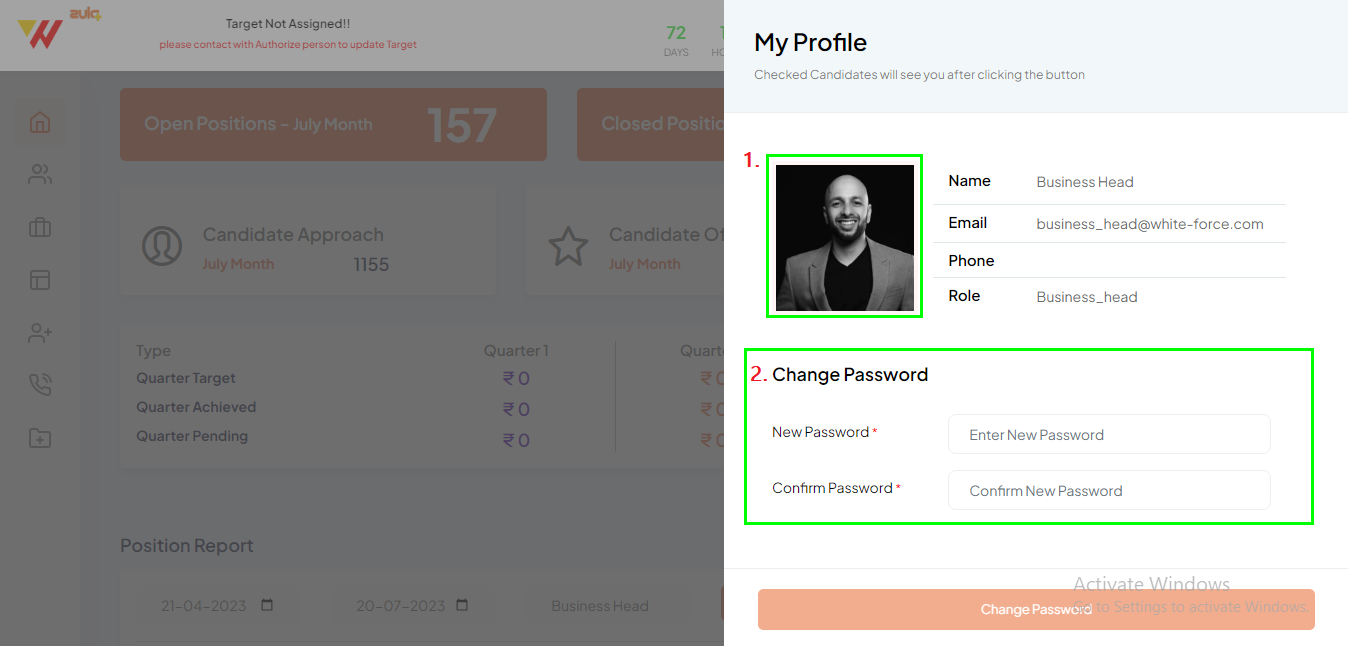 plus
Target Not Assigned!!
please contact with Authorize person to update Target
72
DAYS
My Profile
Checked Candidates will see you after clicking the button
Open Positions - July Month 157
Closed Positio
Candidate Approach
July Month 1155
Candidate Of
July Month
Type Quarter 1 Quart
Quarter Target ₹ 0 ₹ 0
Quarter Achieved ₹ 0 ₹ 0
Quarter Pending ₹ 0 ₹ 0
Position Report
21-04-2023 20-07-2023 Business Head
1.
Name Business Head
Email business_head@white-force.com
Phone
Role Business_head
2. Change Password
New Password * Enter New Password
Confirm Password * Confirm New Password
Change Password
Activate Windows
Go to Settings to activate Windows.